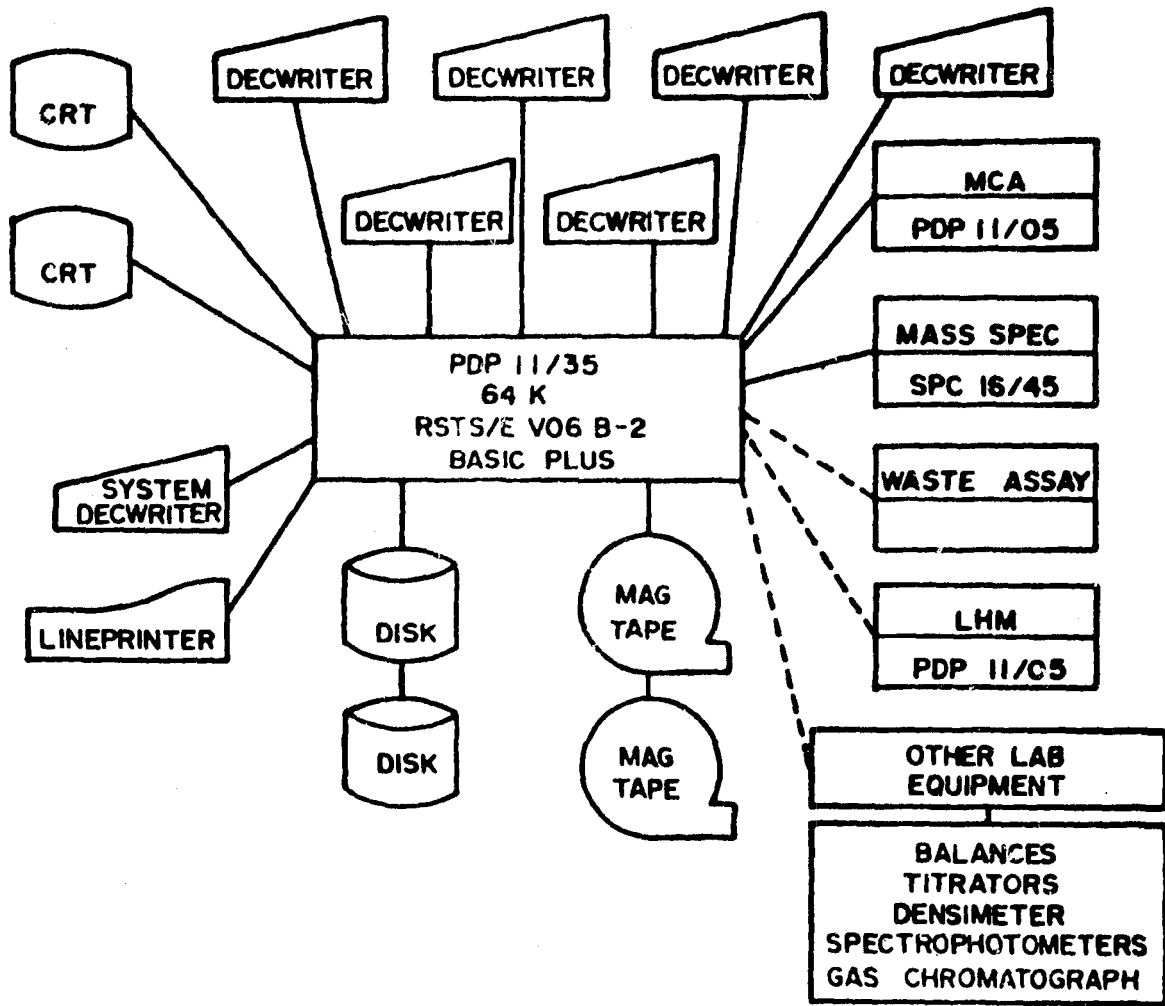 DECWRITER
DECWRITER
DECWRITER
DECWRITER
CRT
DECWRITER
DECWRITER
MCA
PDP 11/05
CRT
PDP 11/35
64 K
RSTS/E V06 B-2
BASIC PLUS
MASS SPEC
SPC 16/45
SYSTEM
DECWRITER
WASTE ASSAY
LINEPRINTER
DISK
MAG
TAPE
LHM
PDP 11/05
DISK
MAG
TAPE
OTHER LAB
EQUIPMENT
BALANCES
TITRATORS
DENSIMETER
SPECTROPHOTOMETERS
GAS CHROMATOGRAPH